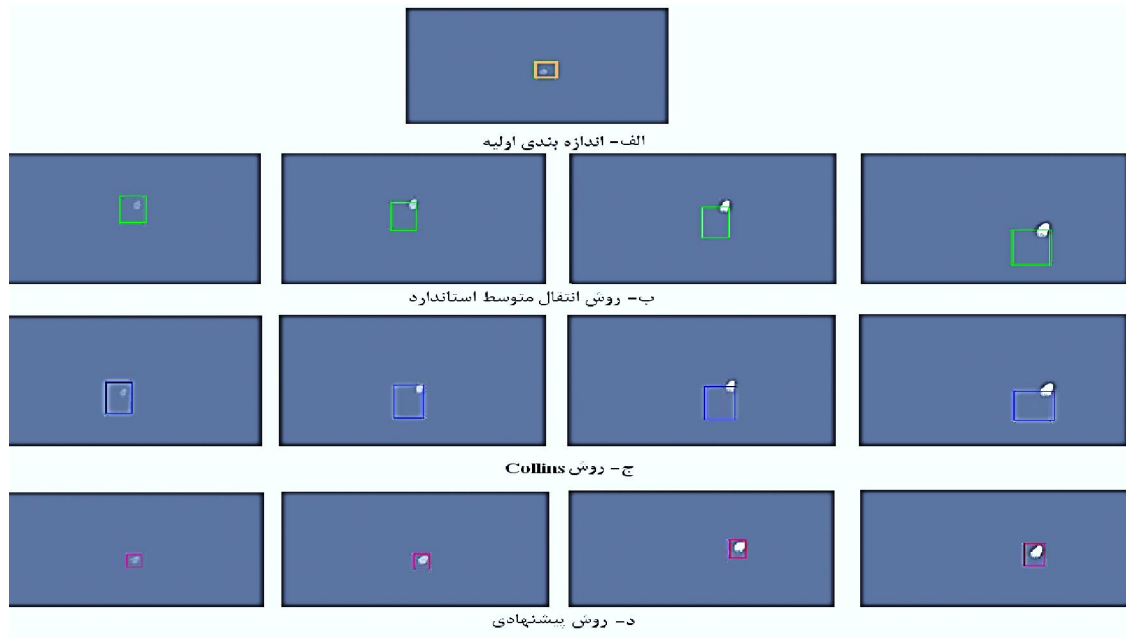 الف- اندازه بندی اولیه
ب- روش انتقال متوسط استاندارد
ج- روش Collins
د- روش پیشنهادی